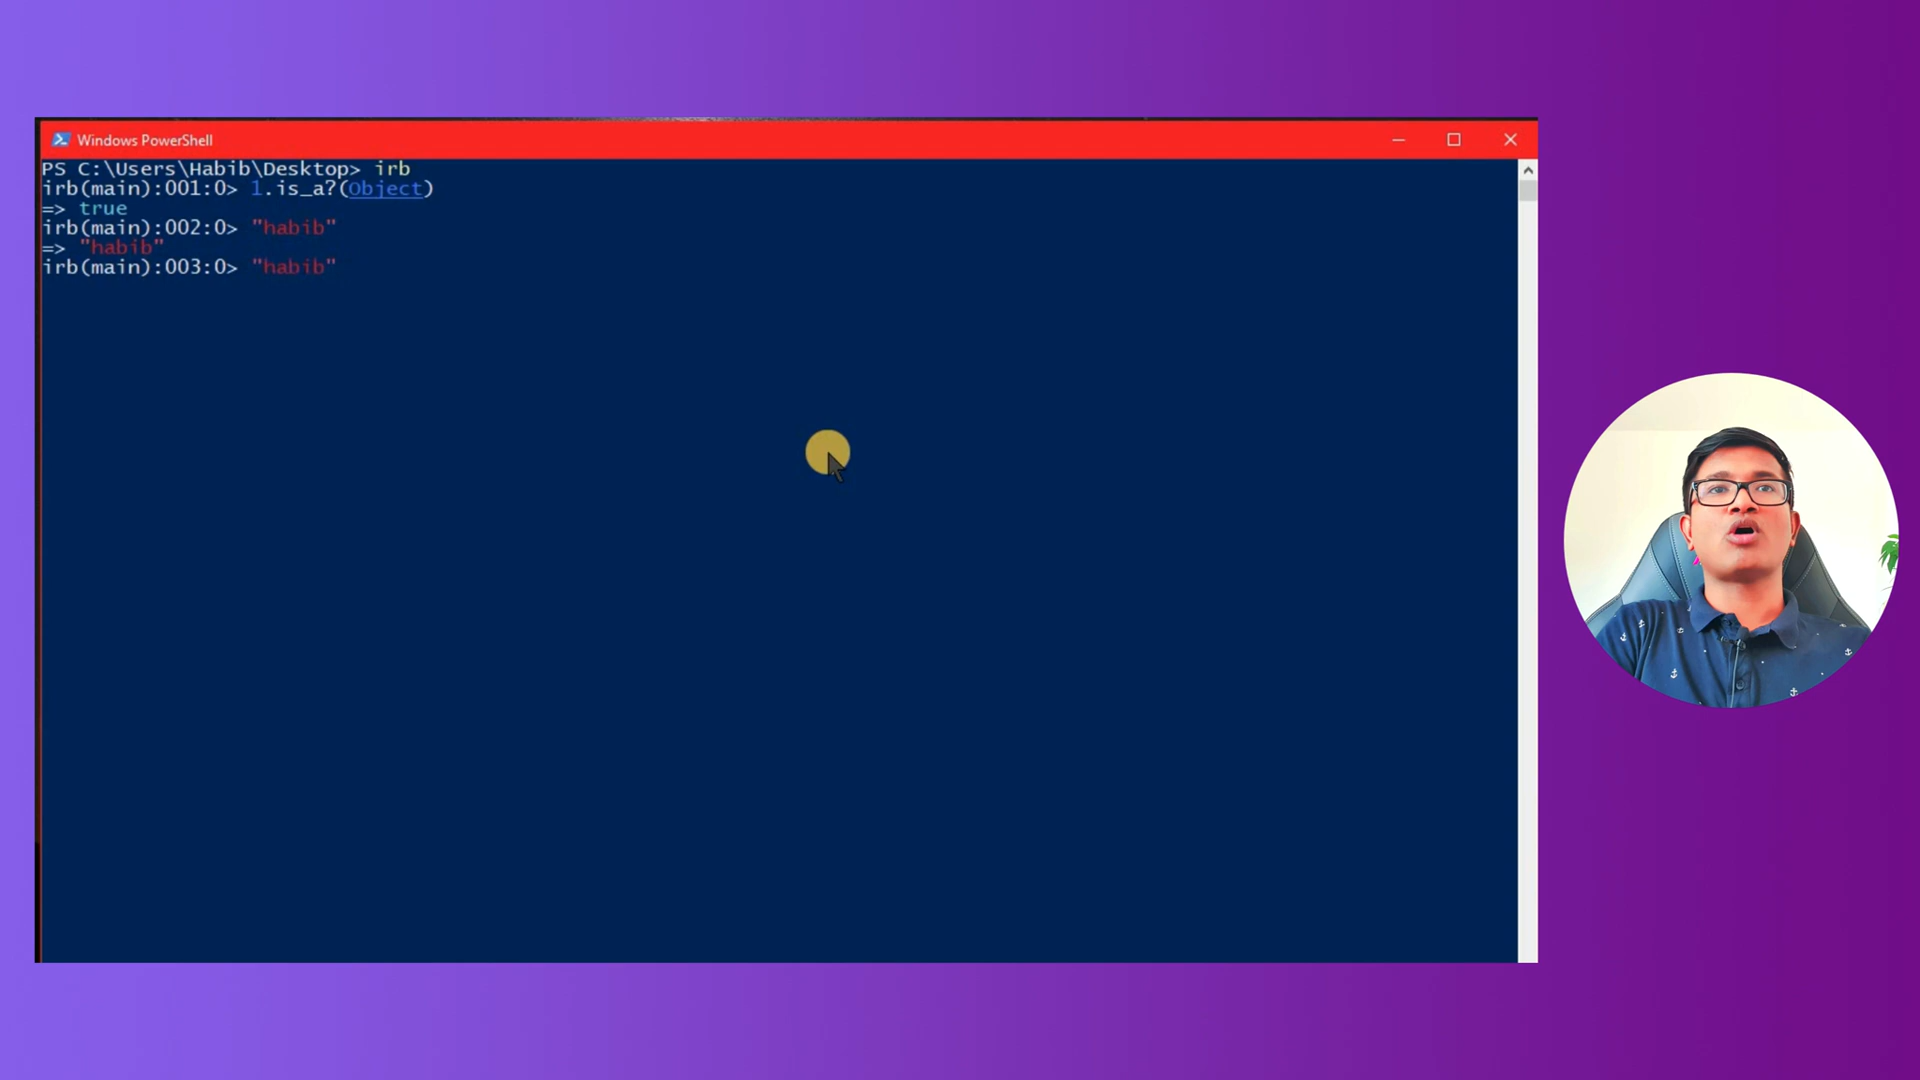 Windows PowerShell
PS C:\Users\Habib\Desktop> irb
irb(main):001:0> 1.is_a?(Object)
=> true
irb(main):002:0> "habib"
=> "habib"
irb(main):003:0> "habib"